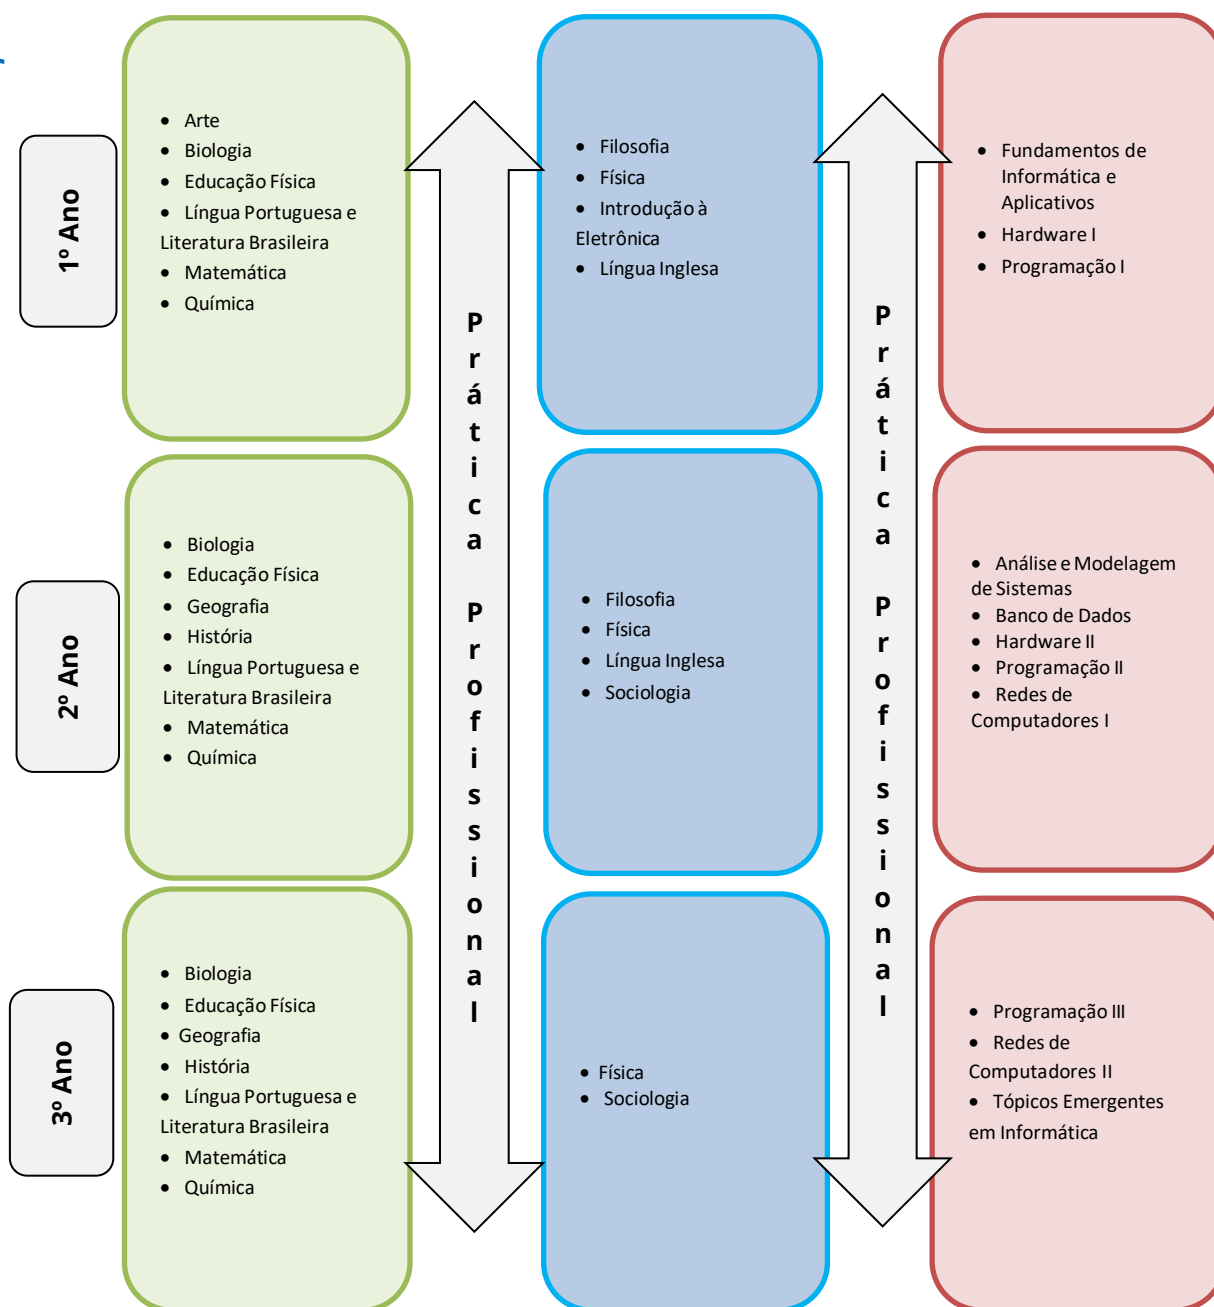 1º Ano
• Arte
• Biologia
• Educação Física
• Língua Portuguesa e
Literatura Brasileira
• Matemática
• Química
Prática Profissional
• Filosofia
• Física
• Introdução à
Eletrônica
• Língua Inglesa
Prática Profissional
• Fundamentos de
Informática e
Aplicativos
• Hardware I
• Programação I
2º Ano
• Biologia
• Educação Física
• Geografia
• História
• Língua Portuguesa e
Literatura Brasileira
• Matemática
• Química
• Filosofia
• Física
• Língua Inglesa
• Sociologia
• Análise e Modelagem
de Sistemas
• Banco de Dados
• Hardware II
• Programação II
• Redes de
Computadores I
3º Ano
• Biologia
• Educação Física
• Geografia
• História
• Língua Portuguesa e
Literatura Brasileira
• Matemática
• Química
• Física
• Sociologia
• Programação III
• Redes de
Computadores II
• Tópicos Emergentes
em Informática